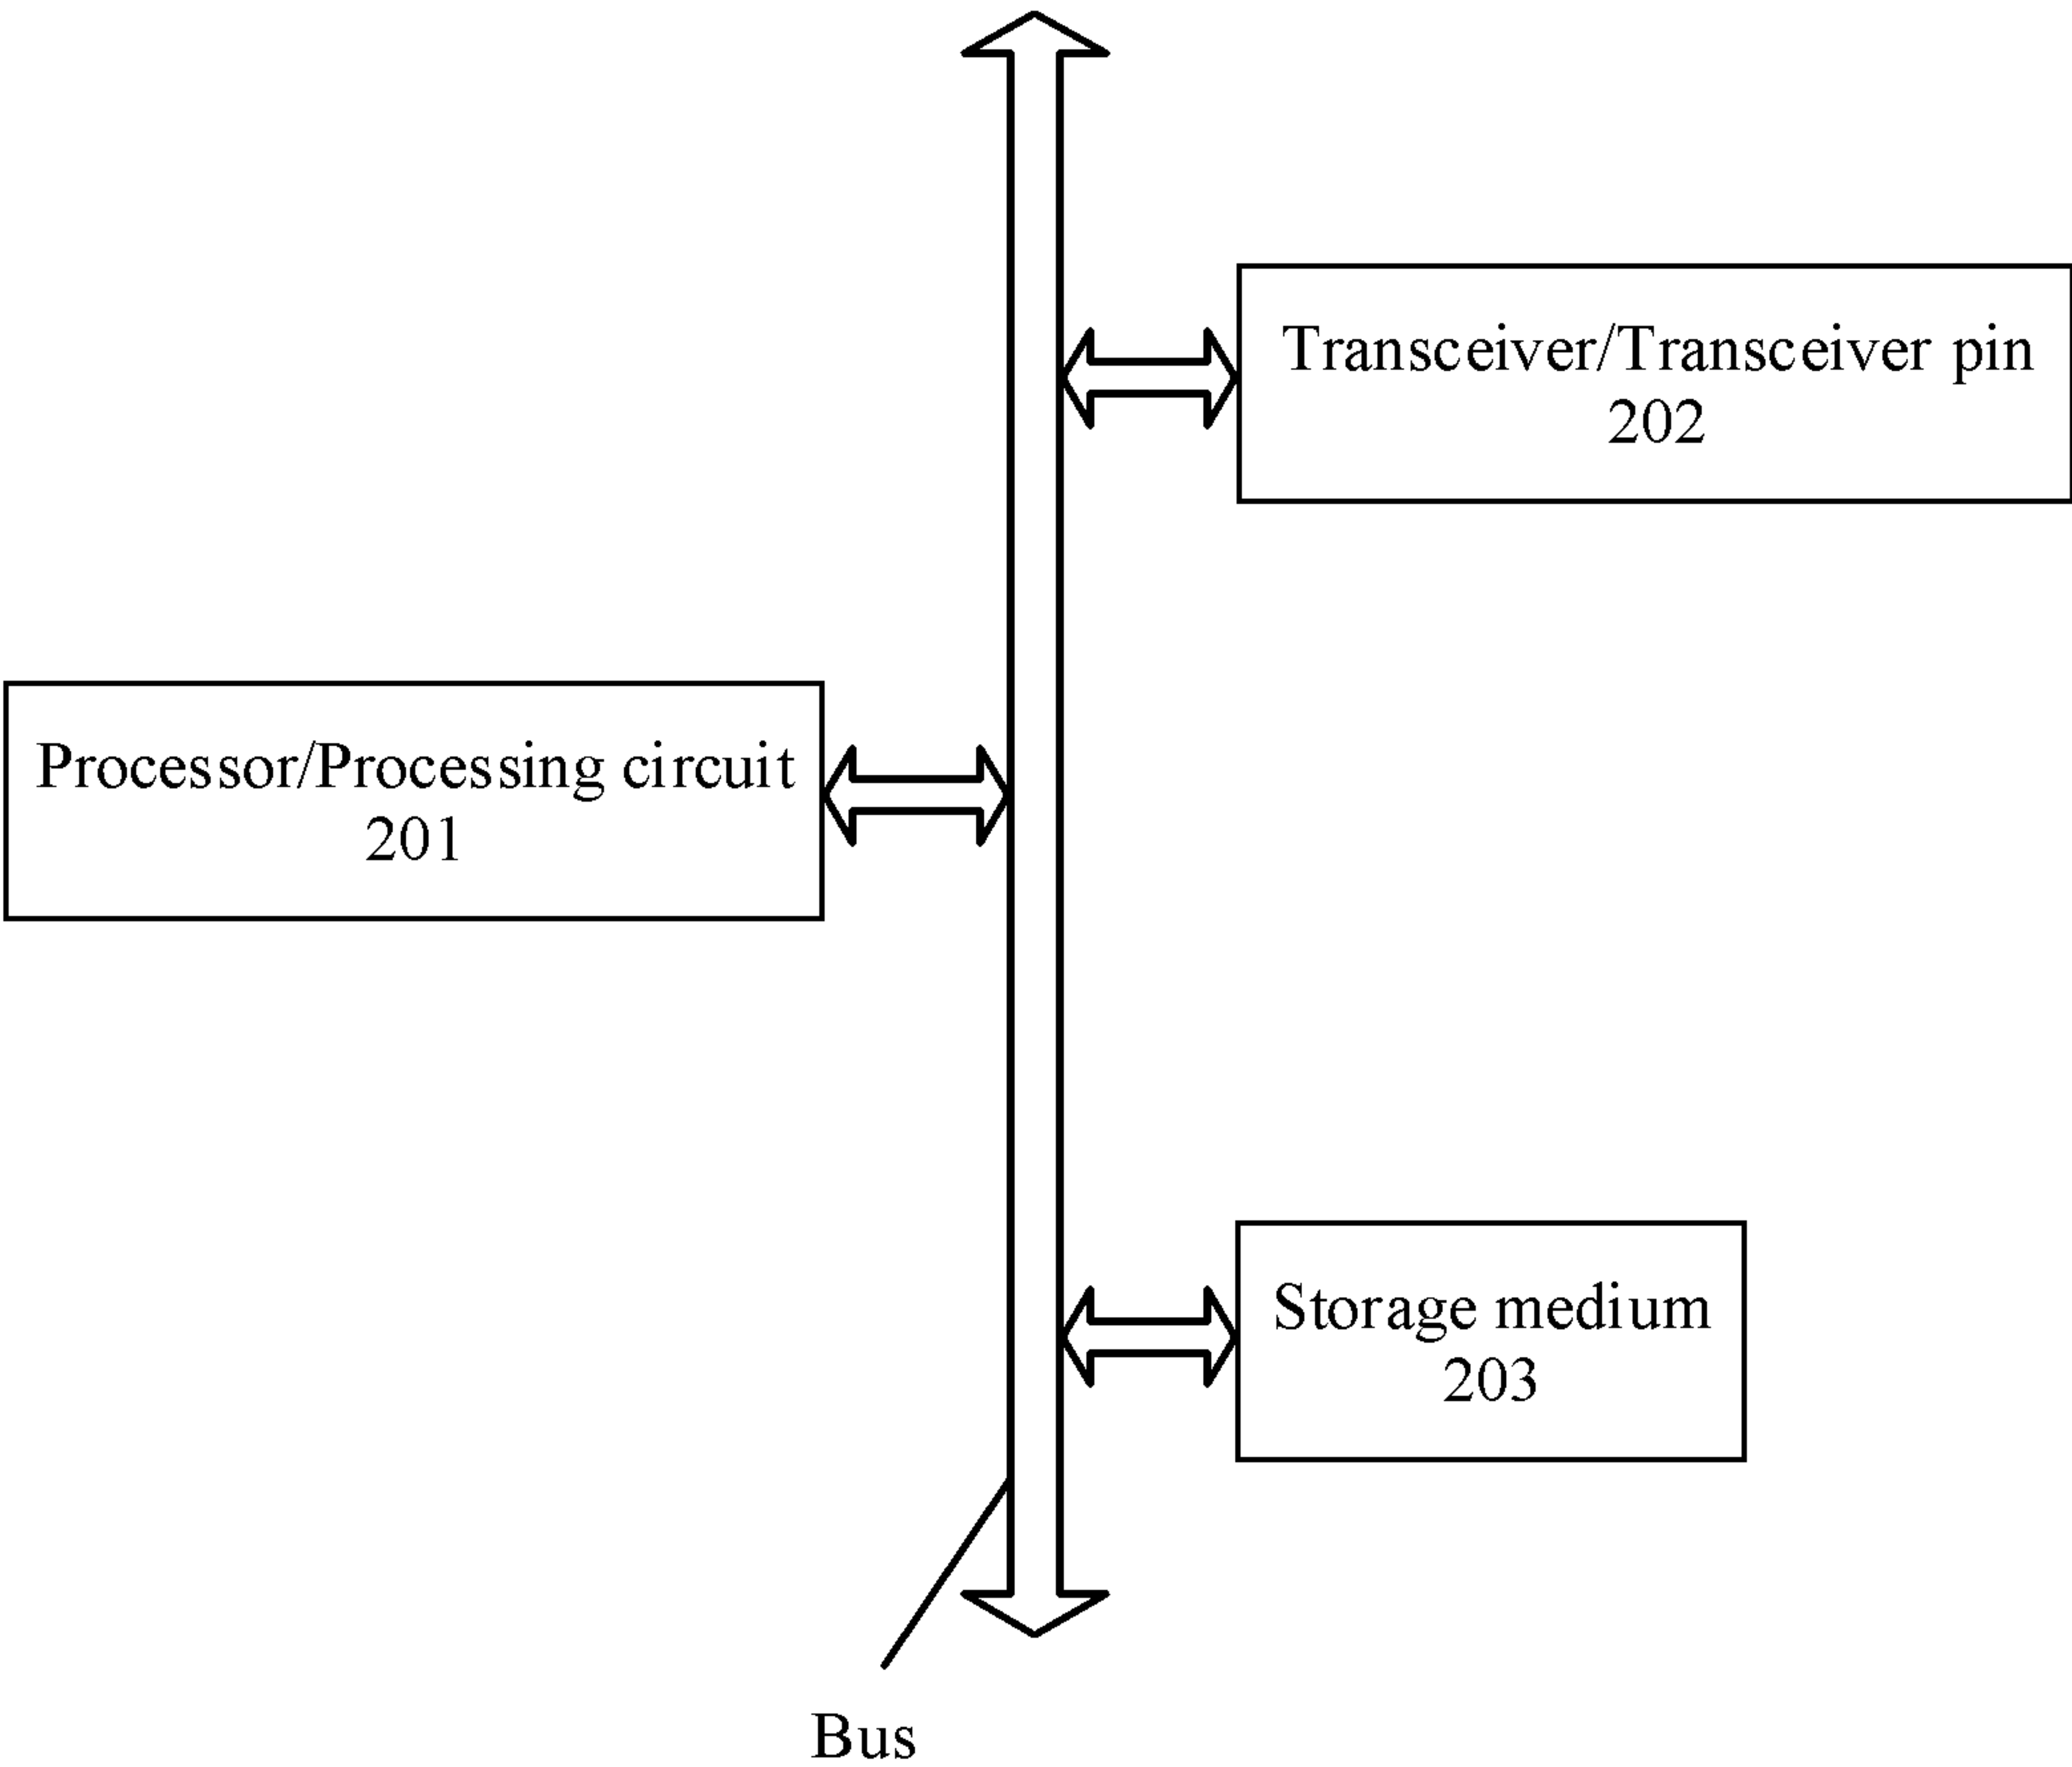 Transceiver/Transceiver pin
202
Processor/Processing circuit
201
Storage medium
203
Bus